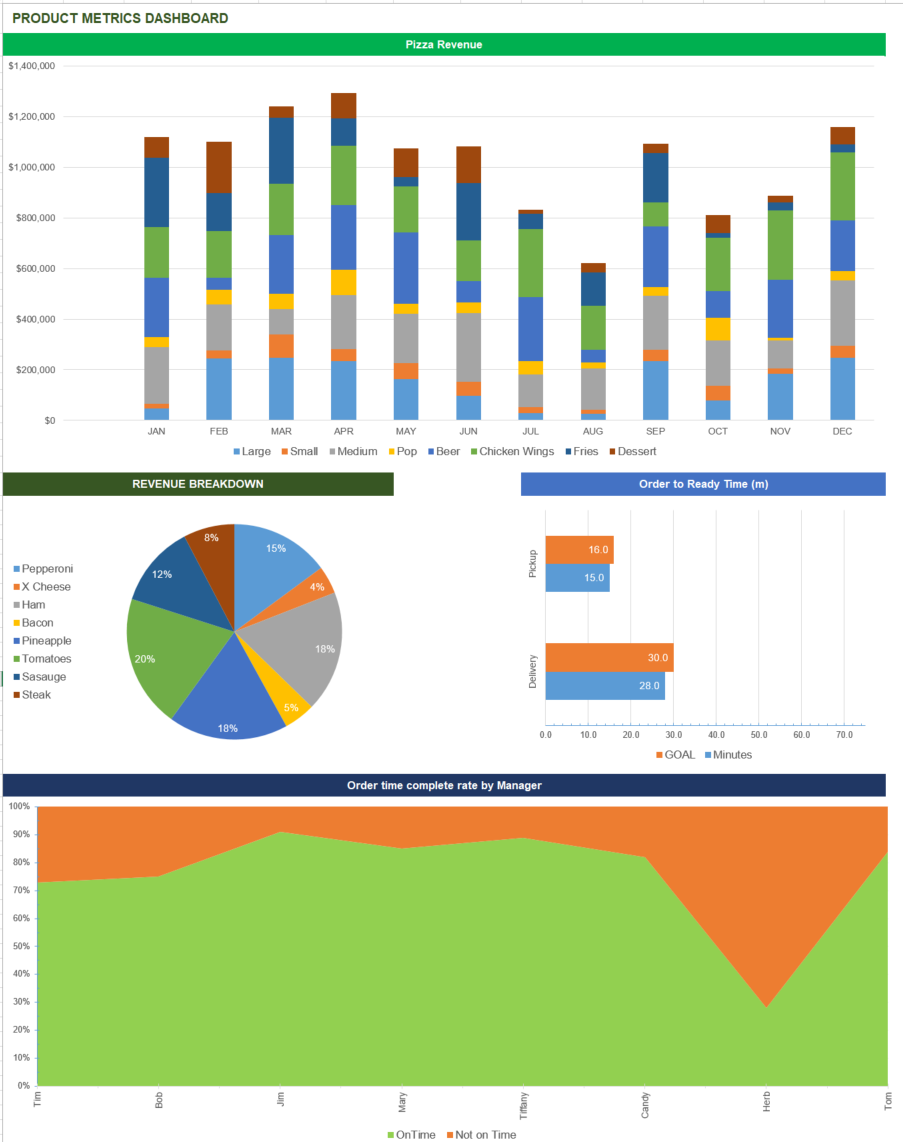 PRODUCT METRICS DASHBOARD
Pizza Revenue
$1,400,000
$1,200,000
$1,000,000
$800,000
$600,000
$400,000
$200,000
$0
JAN FEB MAR APR MAY JUN JUL AUG SEP OCT NOV DEC
Large Small Medium Pop Beer Chicken Wings Fries Dessert
REVENUE BREAKDOWN
Pepperoni
X Cheese
Ham
Bacon
Pineapple
Tomatoes
Sasauge
Steak
8%
15%
12%
4%
18%
20%
5%
18%
Order to Ready Time (m)
Pickup
16.0
15.0
Delivery
30.0
28.0
0.0 10.0 20.0 30.0 40.0 50.0 60.0 70.0
GOAL Minutes
Order time complete rate by Manager
100%
90%
80%
70%
60%
50%
40%
30%
20%
10%
0%
Tim Bob Jim Mary Tiffany Candy Herb Tom
OnTime Not on Time